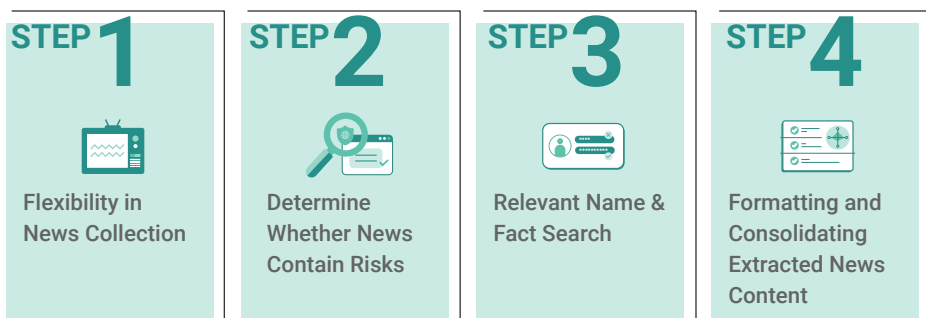 STEP 1
Flexibility in
News Collection
STEP 2
Determine
Whether News
Contain Risks
STEP 3
Relevant Name &
Fact Search
STEP 4
Formatting and
Consolidating
Extracted News
Content